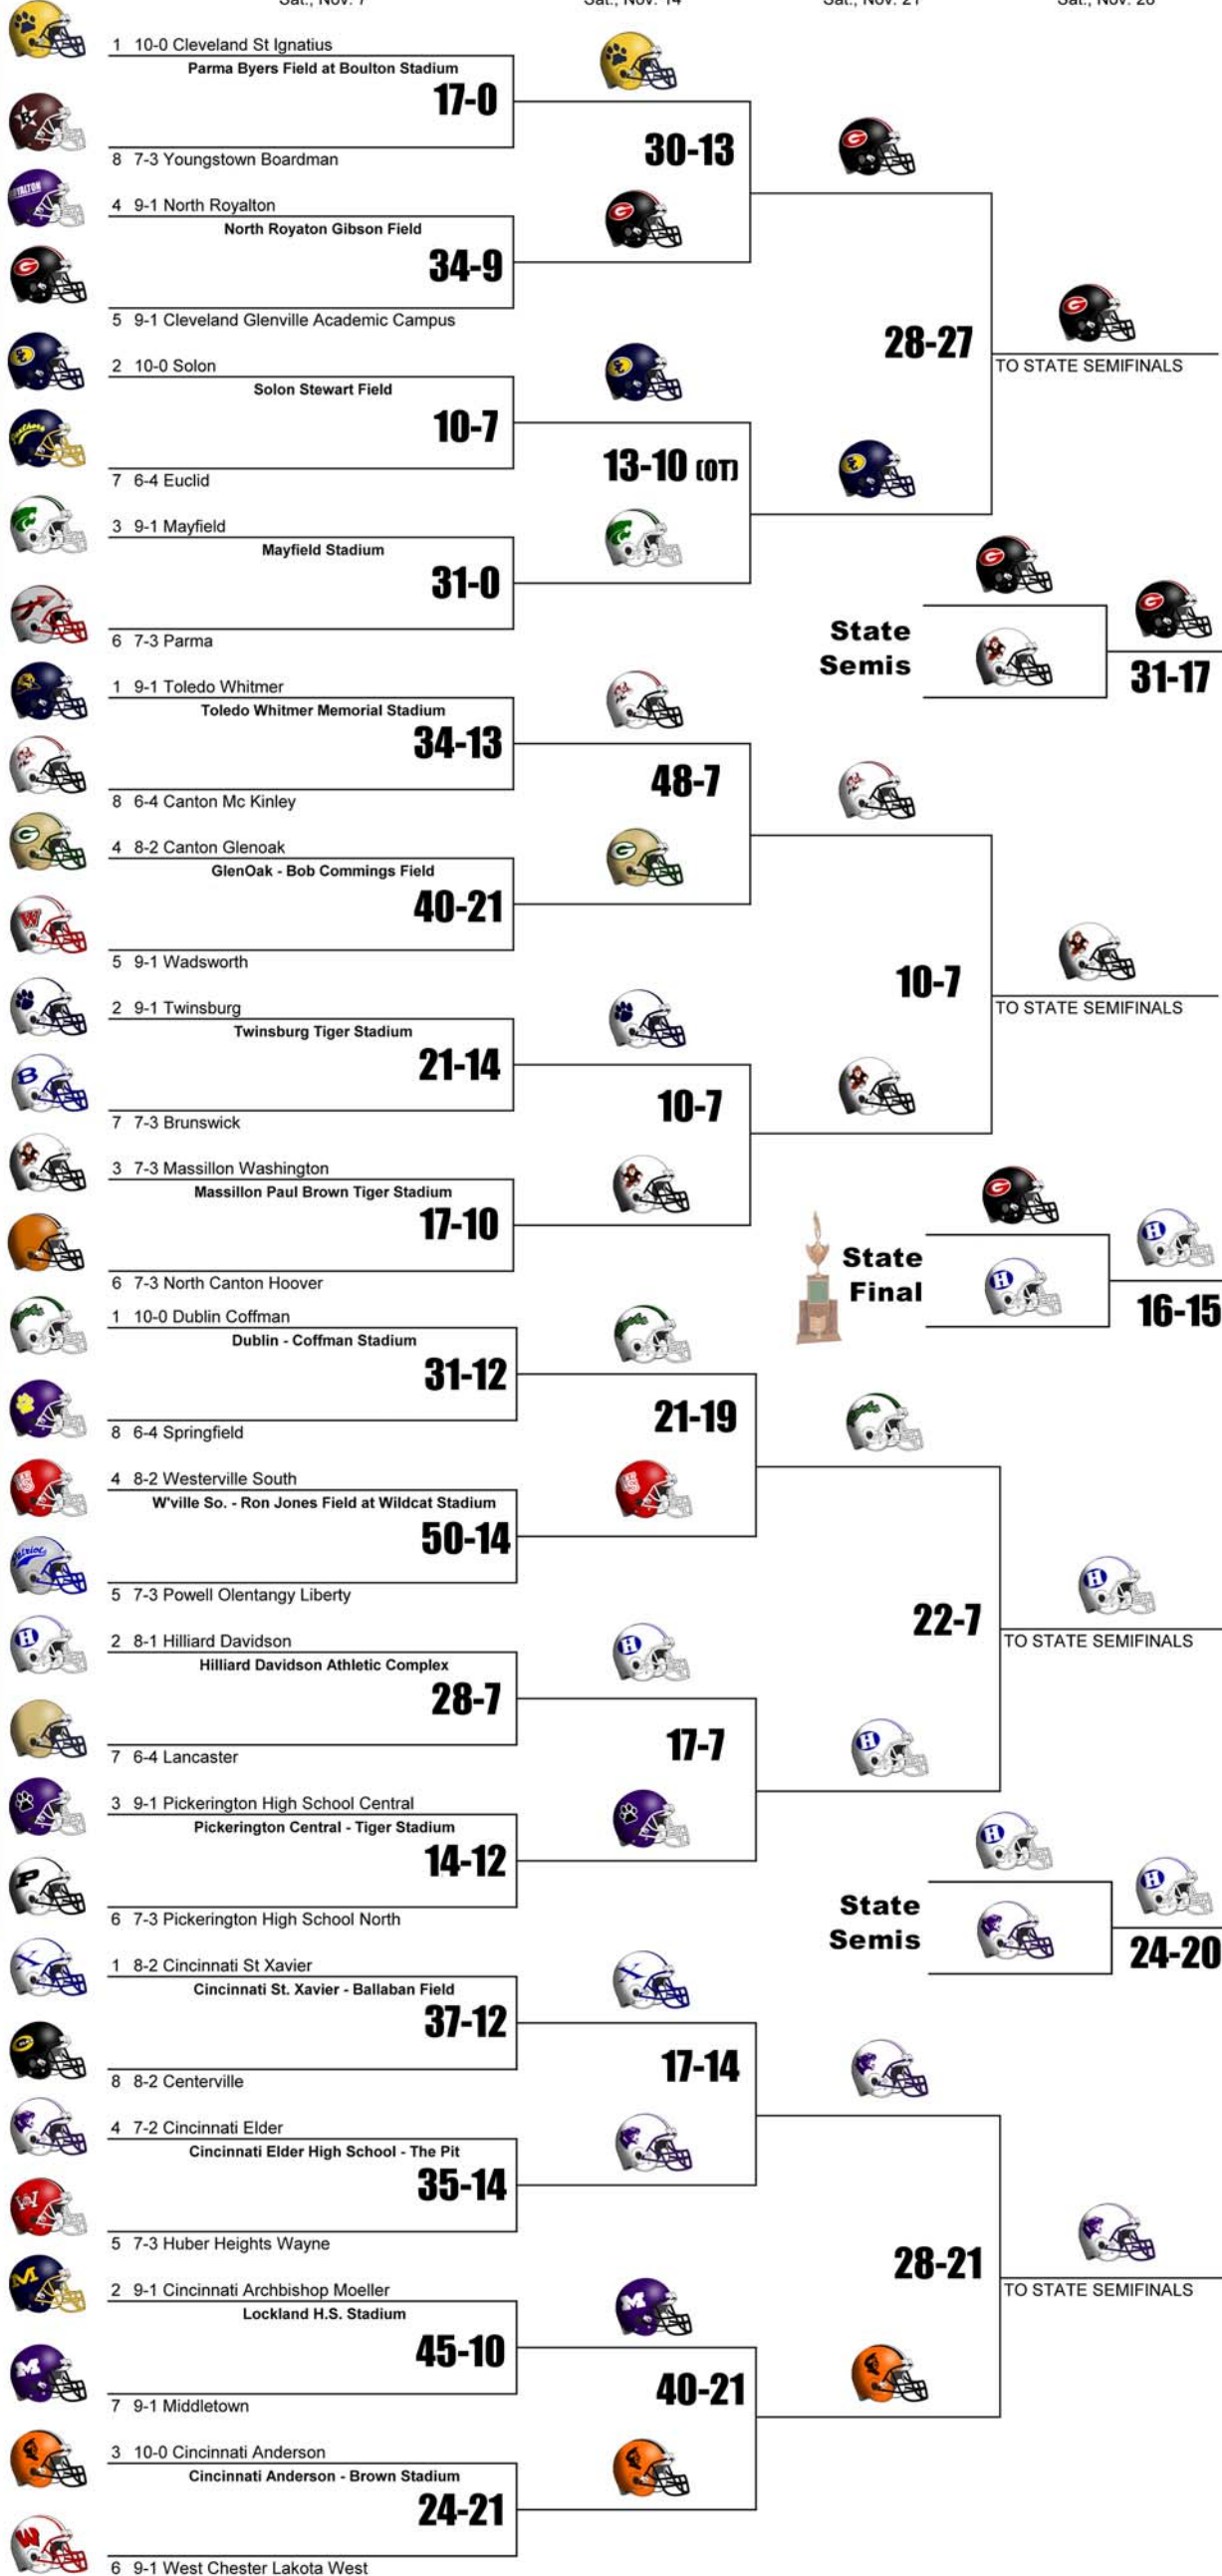 Sat., Nov. 7
Sat., Nov. 14
Sat., Nov. 21
Sat., Nov. 28
1 10-0 Cleveland St Ignatius
Parma Byers Field at Boulton Stadium
17-0
8 7-3 Youngstown Boardman
30-13
4 9-1 North Royalton
North Royaton Gibson Field
34-9
5 9-1 Cleveland Glenville Academic Campus
28-27
TO STATE SEMIFINALS
2 10-0 Solon
Solon Stewart Field
10-7
7 6-4 Euclid
13-10 (OT)
3 9-1 Mayfield
Mayfield Stadium
31-0
6 7-3 Parma
State
Semis
31-17
1 9-1 Toledo Whitmer
Toledo Whitmer Memorial Stadium
34-13
8 6-4 Canton Mc Kinley
48-7
4 8-2 Canton Glenoak
GlenOak - Bob Commings Field
40-21
5 9-1 Wadsworth
10-7
TO STATE SEMIFINALS
2 9-1 Twinsburg
Twinsburg Tiger Stadium
21-14
7 7-3 Brunswick
10-7
3 7-3 Massillon Washington
Massillon Paul Brown Tiger Stadium
17-10
6 7-3 North Canton Hoover
State
Final
16-15
1 10-0 Dublin Coffman
Dublin - Coffman Stadium
31-12
8 6-4 Springfield
21-19
4 8-2 Westerville South
W'ville So. - Ron Jones Field at Wildcat Stadium
50-14
5 7-3 Powell Olentangy Liberty
22-7
TO STATE SEMIFINALS
2 8-1 Hilliard Davidson
Hilliard Davidson Athletic Complex
28-7
7 6-4 Lancaster
17-7
3 9-1 Pickerington High School Central
Pickerington Central - Tiger Stadium
14-12
6 7-3 Pickerington High School North
State
Semis
24-20
1 8-2 Cincinnati St Xavier
Cincinnati St. Xavier - Ballaban Field
37-12
8 8-2 Centerville
17-14
4 7-2 Cincinnati Elder
Cincinnati Elder High School - The Pit
35-14
5 7-3 Huber Heights Wayne
28-21
TO STATE SEMIFINALS
2 9-1 Cincinnati Archbishop Moeller
Lockland H.S. Stadium
45-10
7 9-1 Middletown
40-21
3 10-0 Cincinnati Anderson
Cincinnati Anderson - Brown Stadium
24-21
6 9-1 West Chester Lakota West